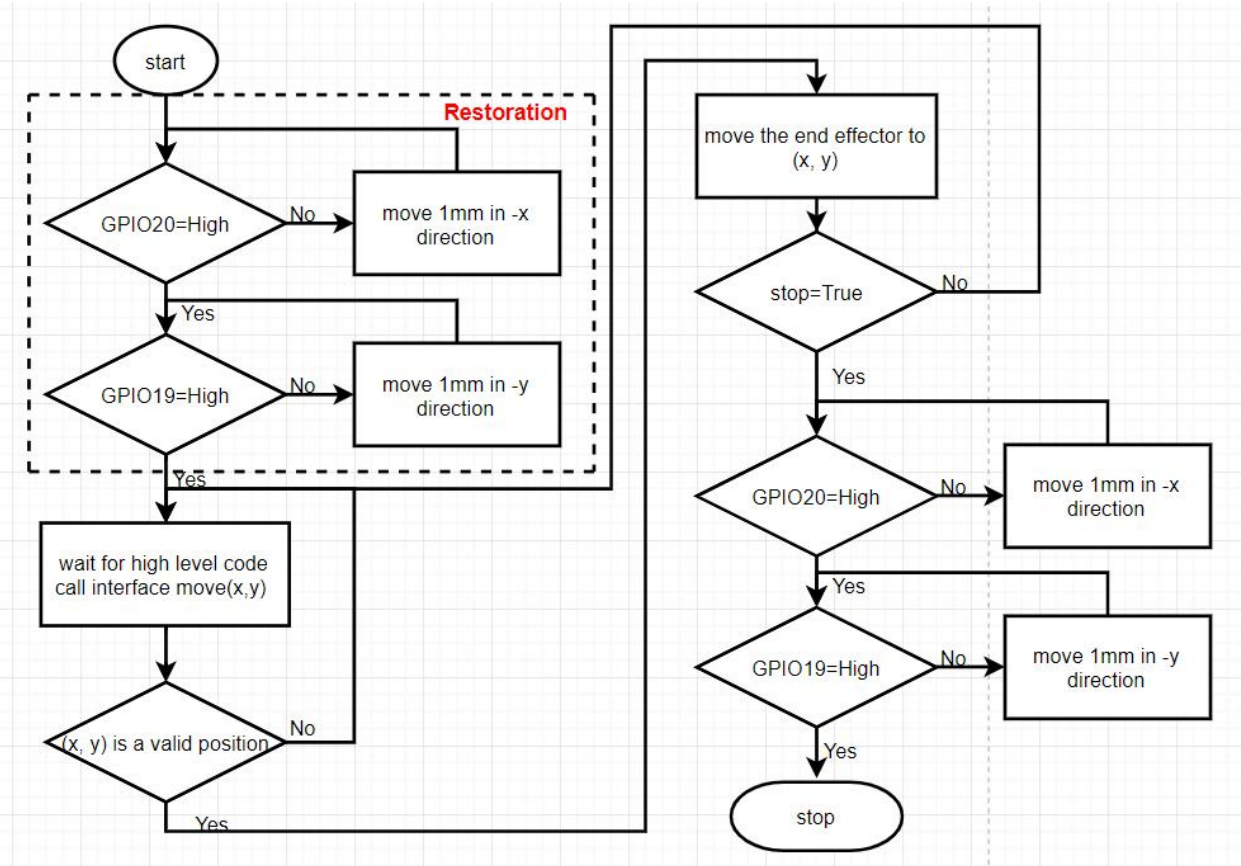 start
Restoration
GPIO20=High
No
move 1mm in -x
direction
Yes
GPIO19=High
No
move 1mm in -y
direction
Yes
wait for high level code
call interface move(x,y)
(x, y) is a valid position
No
Yes
move the end effector to
(x, y)
stop=True
No
Yes
GPIO20=High
No
move 1mm in -x
direction
Yes
GPIO19=High
No
move 1mm in -y
direction
Yes
stop